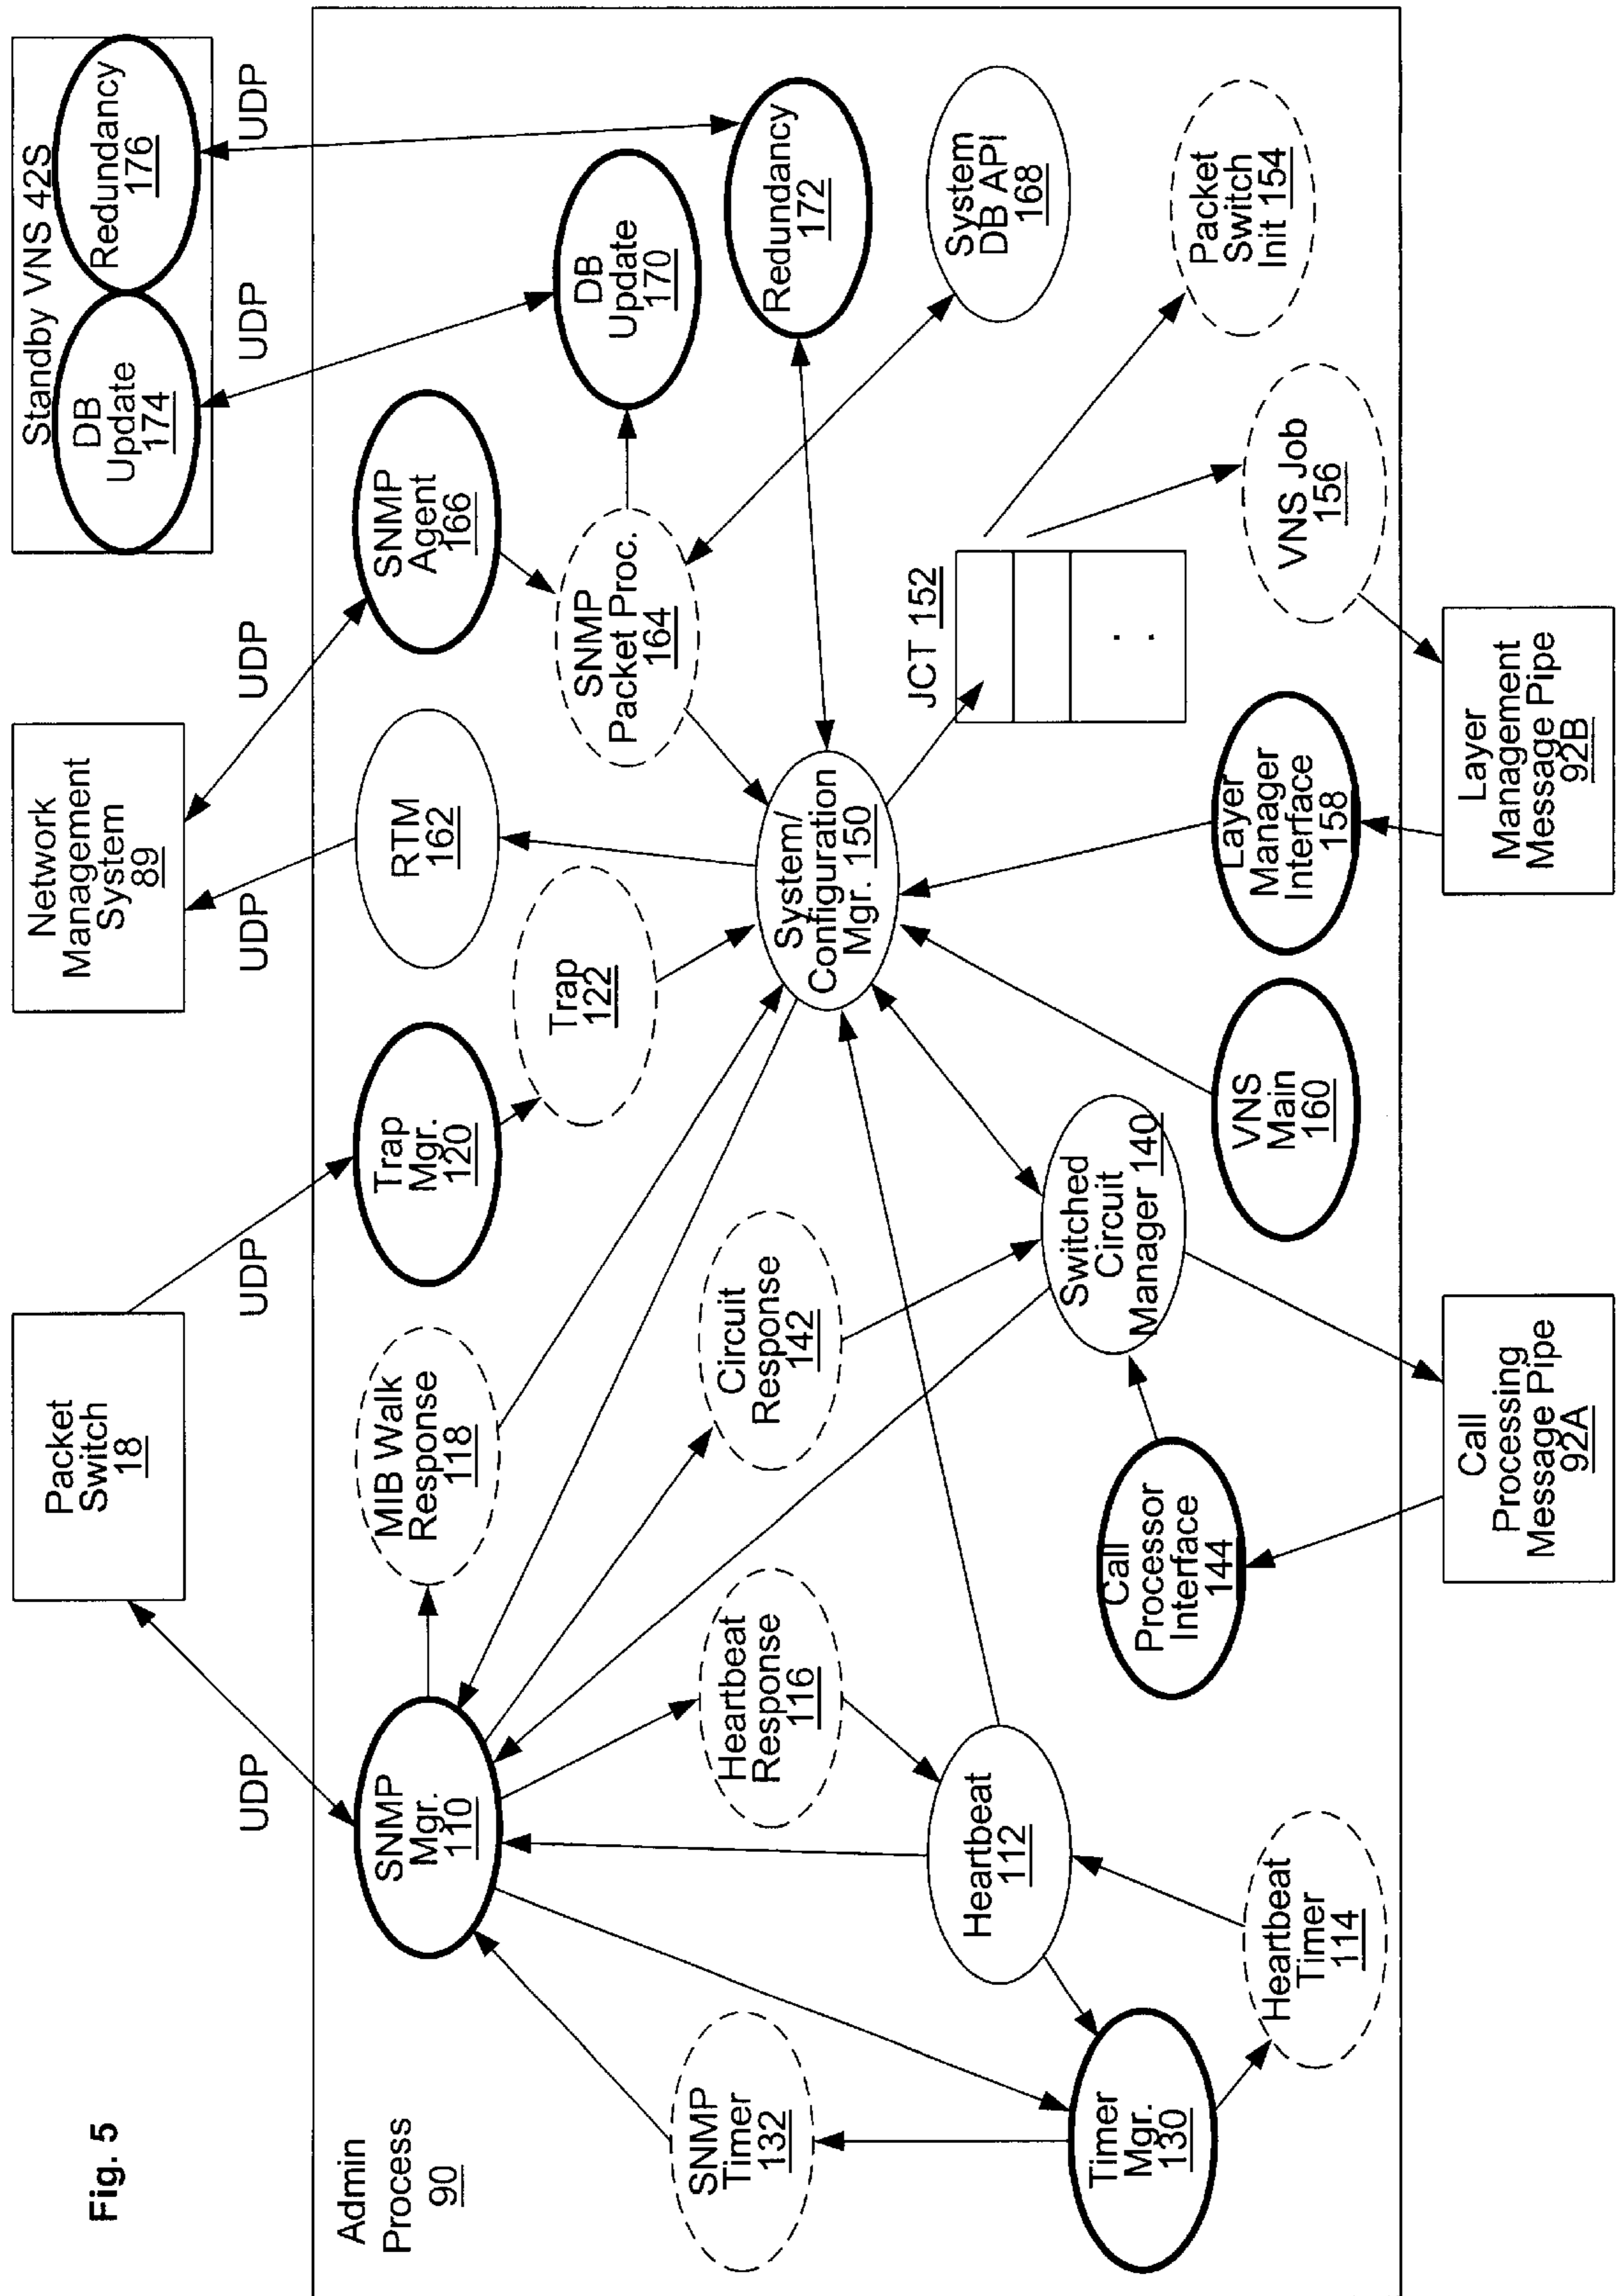 Fig. 5
Packet
Switch
18
Network
Management
System
89
Standby VNS 42S
DB
Update
174
Redundancy
176
UDP
UDP
UDP
UDP
UDP
UDP
Admin
Process
90
SNMP
Mgr.
110
MIB Walk
Response
118
Trap
Mgr.
120
RTM
162
SNMP
Agent
166
Trap
122
SNMP
Packet Proc.
164
DB
Update
170
SNMP
Timer
132
Heartbeat
Response
116
Circuit
Response
142
System/
Configuration
Mgr. 150
Redundancy
172
Heartbeat
112
JCT 152
System
DB API
168
Timer
Mgr.
130
Call
Processor
Interface
144
Switched
Circuit
Manager 140
Packet
Switch
Init 154
Heartbeat
Timer
114
VNS
Main
160
Layer
Manager
Interface
158
VNS Job
156
Call
Processing
Message Pipe
92A
Layer
Management
Message Pipe
92B